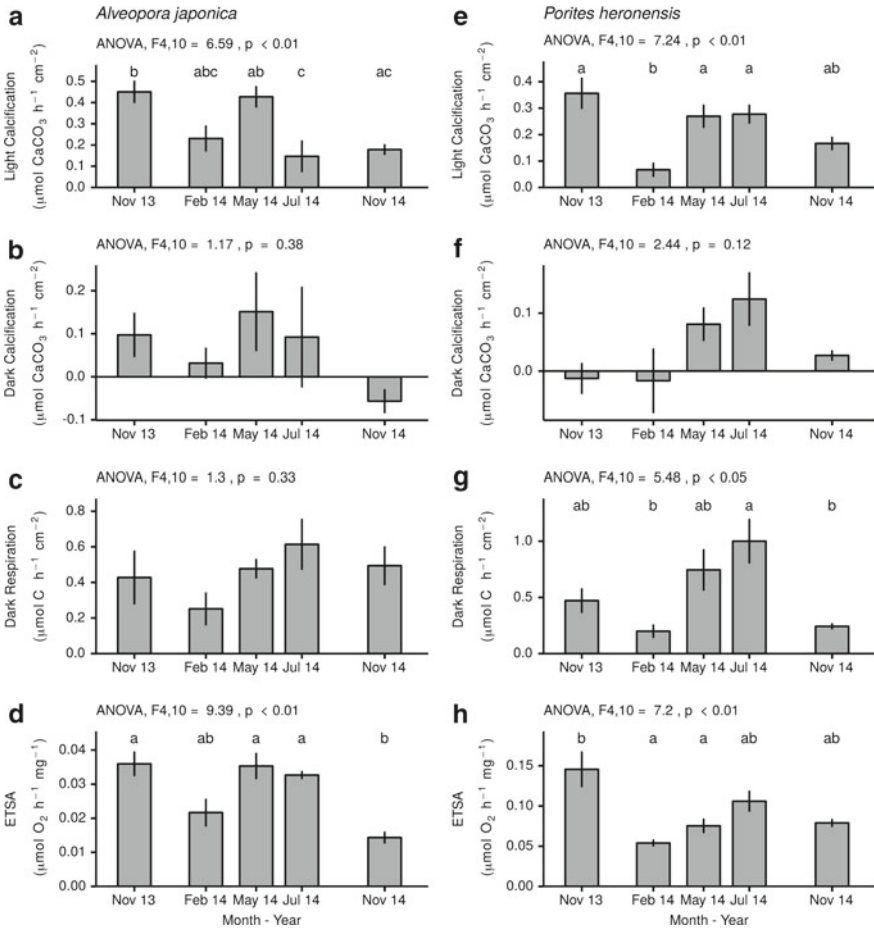 a Alveopora japonica
ANOVA, F4,10 = 6.59 , p < 0.01
b abc ab c ac
Light Calcification
(μmol CaCO3 h−1 cm−2)
0.5
0.4
0.3
0.2
0.1
0.0
Nov 13 Feb 14 May 14 Jul 14 Nov 14
b
ANOVA, F4,10 = 1.17 , p = 0.38
Dark Calcification
(μmol CaCO3 h−1 cm−2)
0.2
0.1
0.0
-0.1
Nov 13 Feb 14 May 14 Jul 14 Nov 14
c
ANOVA, F4,10 = 1.3 , p = 0.33
Dark Respiration
(μmol C h−1 cm−2)
0.8
0.6
0.4
0.2
0.0
Nov 13 Feb 14 May 14 Jul 14 Nov 14
d
ANOVA, F4,10 = 9.39 , p < 0.01
a ab a a b
ETSA
(μmol O2 h−1 mg−1)
0.04
0.03
0.02
0.01
0.00
Nov 13 Feb 14 May 14 Jul 14 Nov 14
Month - Year
e Porites heronensis
ANOVA, F4,10 = 7.24 , p < 0.01
a b a a ab
Light Calcification
(μmol CaCO3 h−1 cm−2)
0.4
0.3
0.2
0.1
0.0
Nov 13 Feb 14 May 14 Jul 14 Nov 14
f
ANOVA, F4,10 = 2.44 , p = 0.12
Dark Calcification
(μmol CaCO3 h−1 cm−2)
0.1
0.0
Nov 13 Feb 14 May 14 Jul 14 Nov 14
g
ANOVA, F4,10 = 5.48 , p < 0.05
ab b ab a b
Dark Respiration
(μmol C h−1 cm−2)
1.0
0.5
0.0
Nov 13 Feb 14 May 14 Jul 14 Nov 14
h
ANOVA, F4,10 = 7.2 , p < 0.01
b a a ab ab
ETSA
(μmol O2 h−1 mg−1)
0.15
0.10
0.05
0.00
Nov 13 Feb 14 May 14 Jul 14 Nov 14
Month - Year